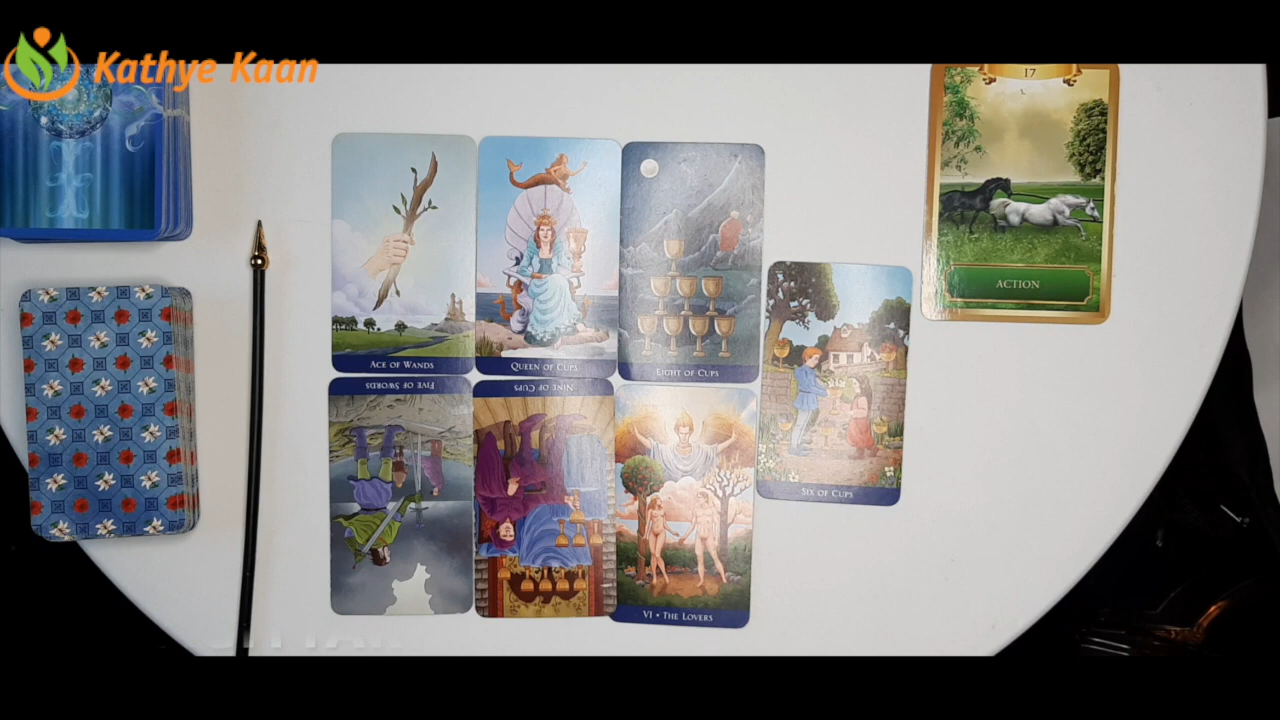 Kathye Kaan
17
ACTION
ACE OF WANDS
QUEEN OF CUPS
EIGHT OF CUPS
FIVE OF SWORDS
NINE OF CUPS
SIX OF CUPS
VI • THE LOVERS